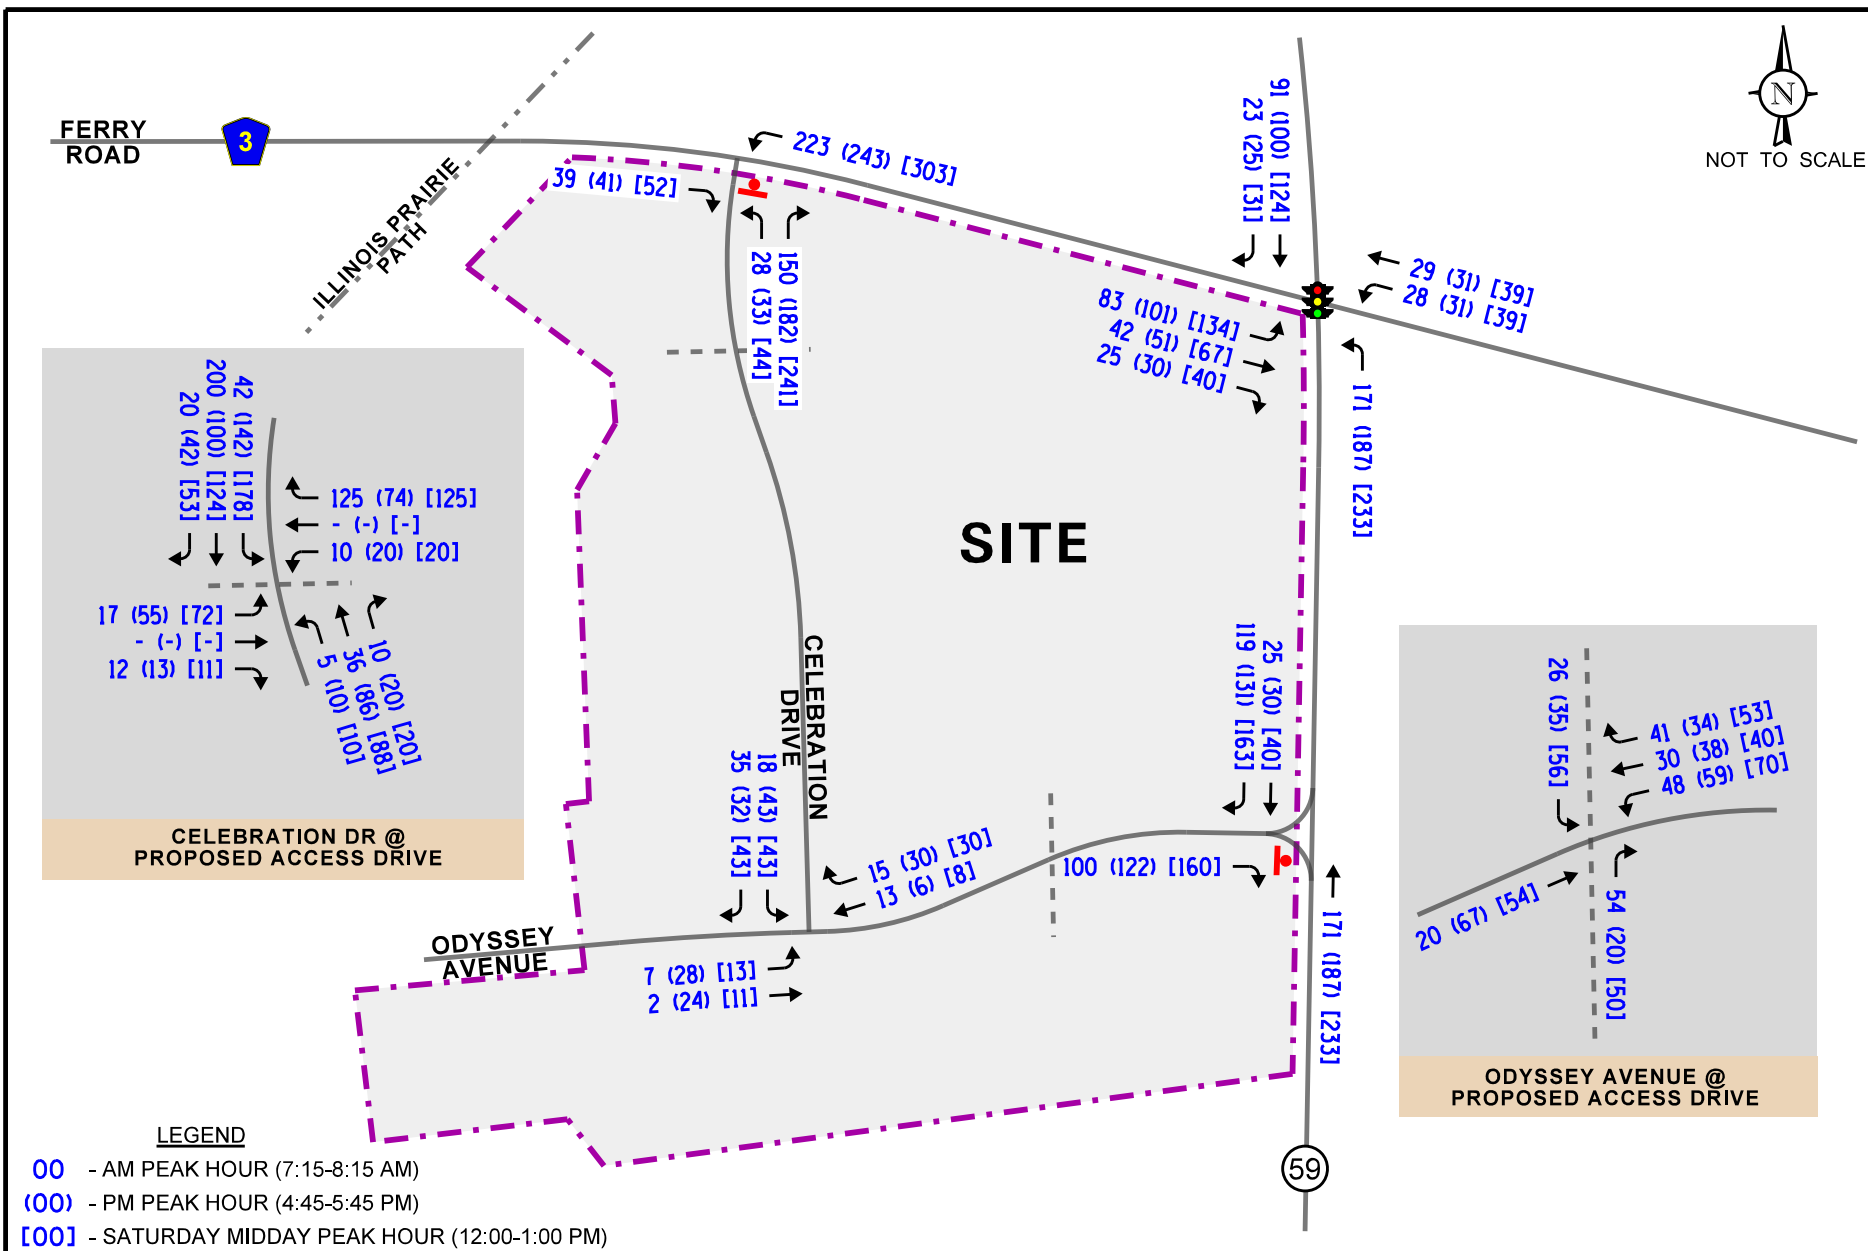 FERRY
ROAD
3
ILLINOIS PRAIRIE
PATH
223 (243) [303]
39 (41) [52]
28 (33) [44]
150 (182) [241]
91 (100) [124]
23 (25) [31]
N
NOT TO SCALE
29 (31) [39]
28 (31) [39]
83 (101) [134]
42 (51) [67]
25 (30) [40]
171 (187) [233]
SITE
42 (142) [178]
200 (100) [124]
20 (42) [53]
125 (74) [125]
- (-) [-]
10 (20) [20]
17 (55) [72]
- (-) [-]
12 (13) [11]
10 (20) [20]
36 (86) [88]
5 (10) [10]
CELEBRATION DR @
PROPOSED ACCESS DRIVE
CELEBRATION
DRIVE
18 (43) [43]
35 (32) [43]
15 (30) [30]
13 (6) [8]
25 (30) [40]
119 (131) [163]
100 (122) [160]
171 (187) [233]
ODYSSEY
AVENUE
7 (28) [13]
2 (24) [11]
26 (35) [56]
41 (34) [53]
30 (38) [40]
48 (59) [70]
20 (67) [54]
54 (20) [50]
ODYSSEY AVENUE @
PROPOSED ACCESS DRIVE
59
LEGEND
00 - AM PEAK HOUR (7:15-8:15 AM)
(00) - PM PEAK HOUR (4:45-5:45 PM)
[00] - SATURDAY MIDDAY PEAK HOUR (12:00-1:00 PM)